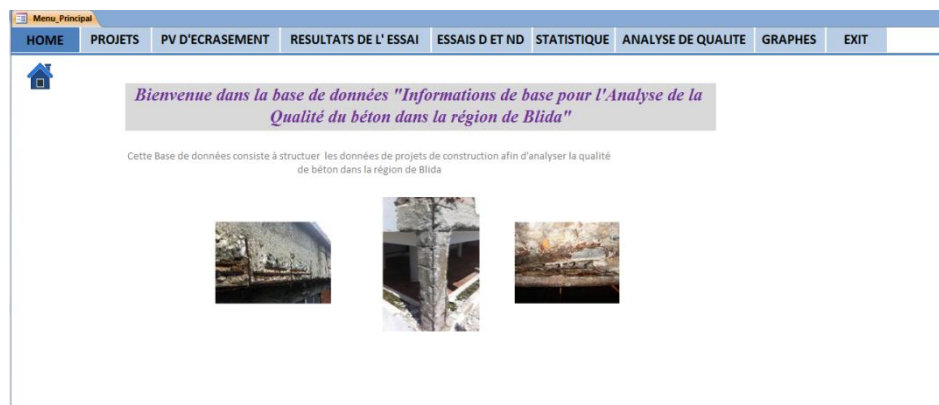 Menu_Principal
HOME PROJETS PV D'ECRASEMENT RESULTATS DE L' ESSAI ESSAIS D ET ND STATISTIQUE ANALYSE DE QUALITE GRAPHES EXIT
Bienvenue dans la base de données "Informations de base pour l'Analyse de la
Qualité du béton dans la région de Blida"
Cette Base de données consiste à structuer les données de projets de construction afin d'analyser la qualité
de béton dans la région de Blida